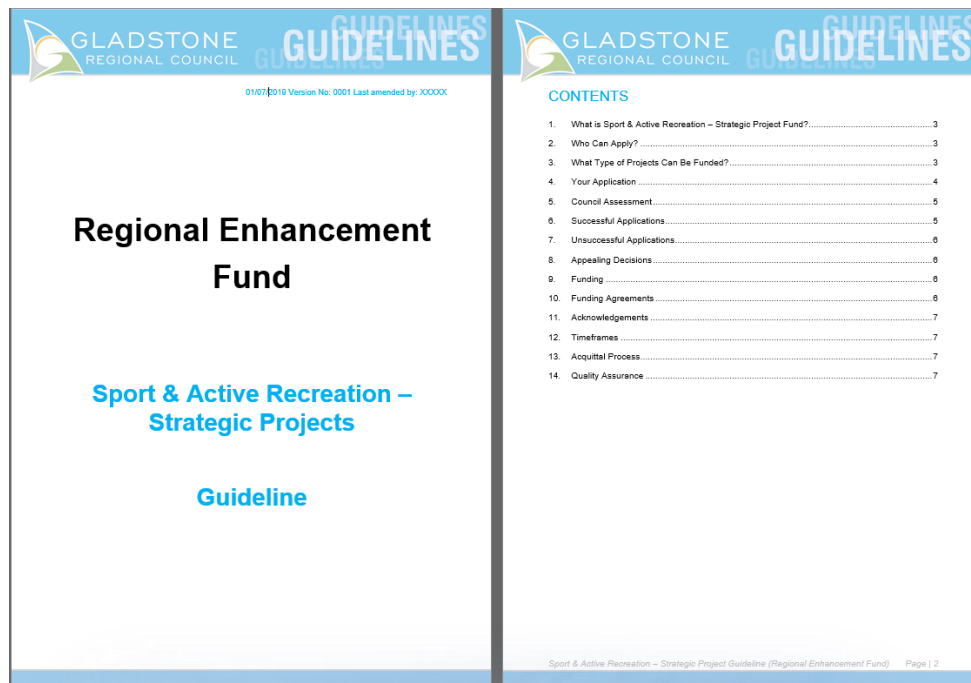 GLADSTONE
REGIONAL COUNCIL
GUIDELINES
GUIDELINES
GUIDELINES
01/07/2019 Version No: 0001 Last amended by: XXXXX
Regional Enhancement
Fund
Sport & Active Recreation –
Strategic Projects
Guideline
GLADSTONE
REGIONAL COUNCIL
GUIDELINES
GUIDELINES
GUIDELINES
CONTENTS
1. What is Sport & Active Recreation – Strategic Project Fund?...3
2. Who Can Apply? ...3
3. What Type of Projects Can Be Funded?...3
4. Your Application ...4
5. Council Assessment...5
6. Successful Applications...5
7. Unsuccessful Applications...6
8. Appealing Decisions...6
9. Funding ...6
10. Funding Agreements ...6
11. Acknowledgements ...7
12. Timeframes ...7
13. Acquittal Process...7
14. Quality Assurance ...7
Sport & Active Recreation – Strategic Project Guideline (Regional Enhancement Fund) Page | 2